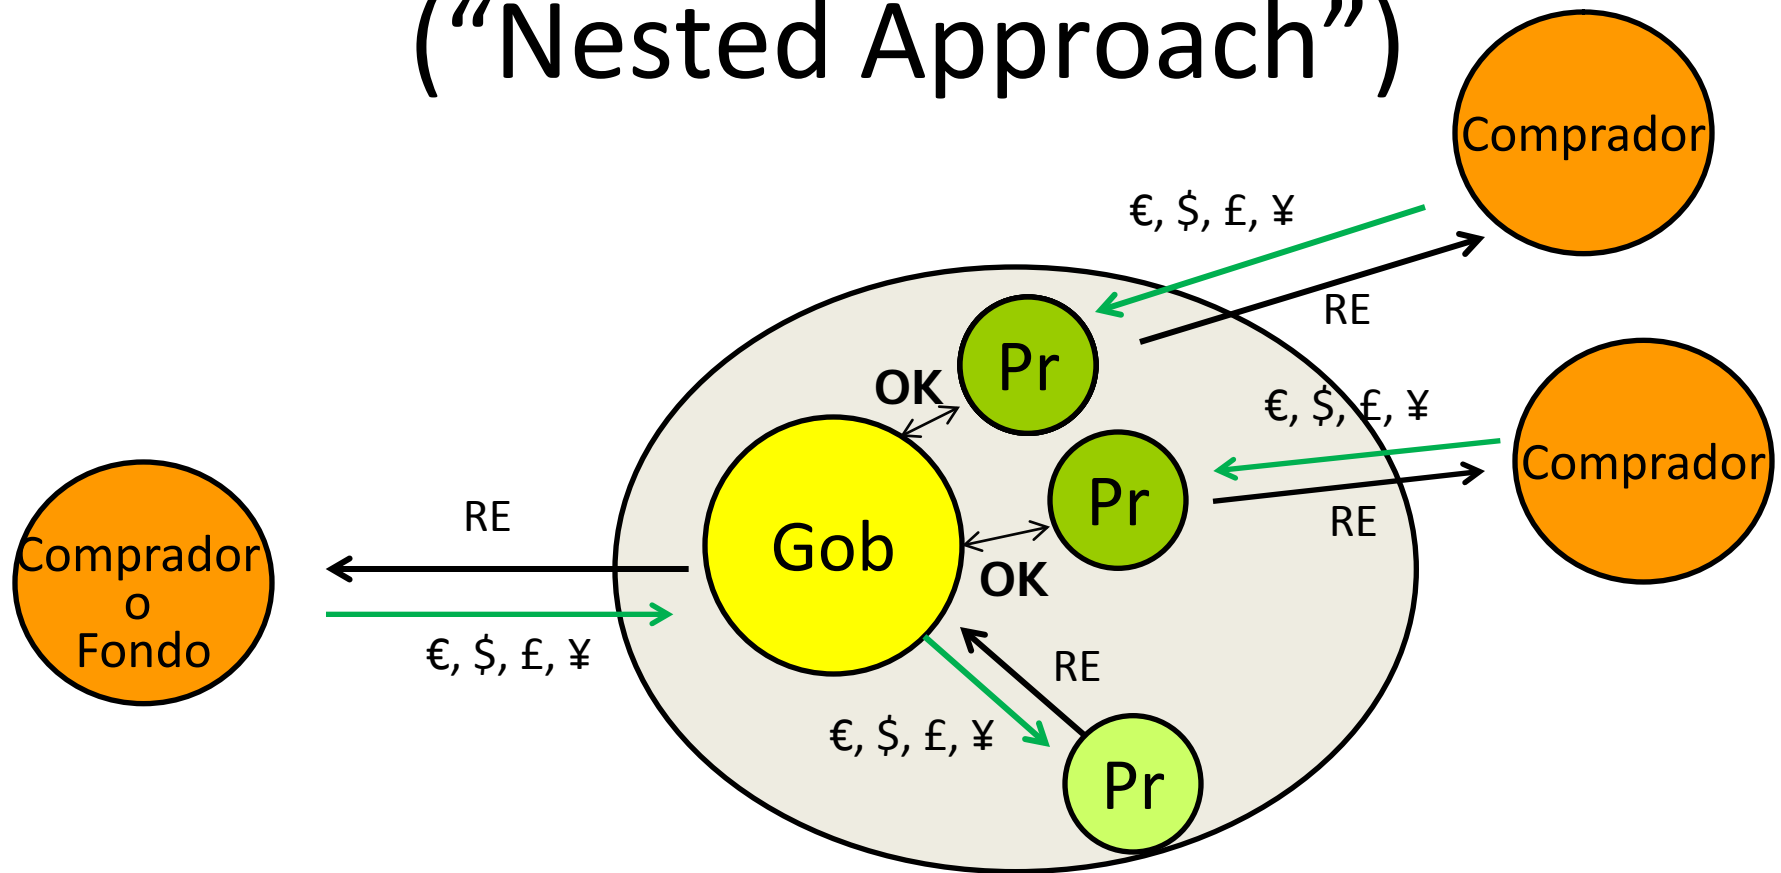 (“Nested Approach”)
Comprador
€, $, £, ¥
RE
Pr
OK
€, $, £, ¥
Comprador
Pr
RE
RE
Gob
Comprador
o
Fondo
OK
€, $, £, ¥
RE
€, $, £, ¥
Pr